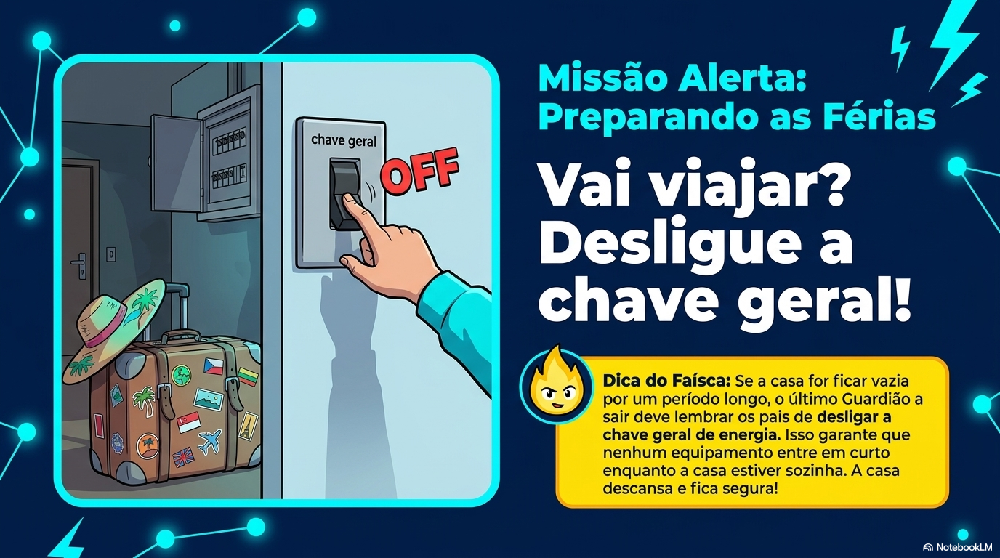 Missão Alerta:
Preparando as Férias
Vai viajar?
Desligue a
chave geral!
chave geral
OFF
Dica do Faísca: Se a casa for ficar vazia
por um período longo, o último Guardião a
sair deve lembrar os pais de desligar a
chave geral de energia. Isso garante que
nenhum equipamento entre em curto
enquanto a casa estiver sozinha. A casa
descansa e fica segura!
NotebookLM